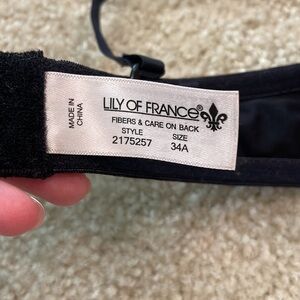 MADE IN
CHINA
LILY OF FRANCE®
FIBERS & CARE ON BACK
STYLE SIZE
2175257 34A